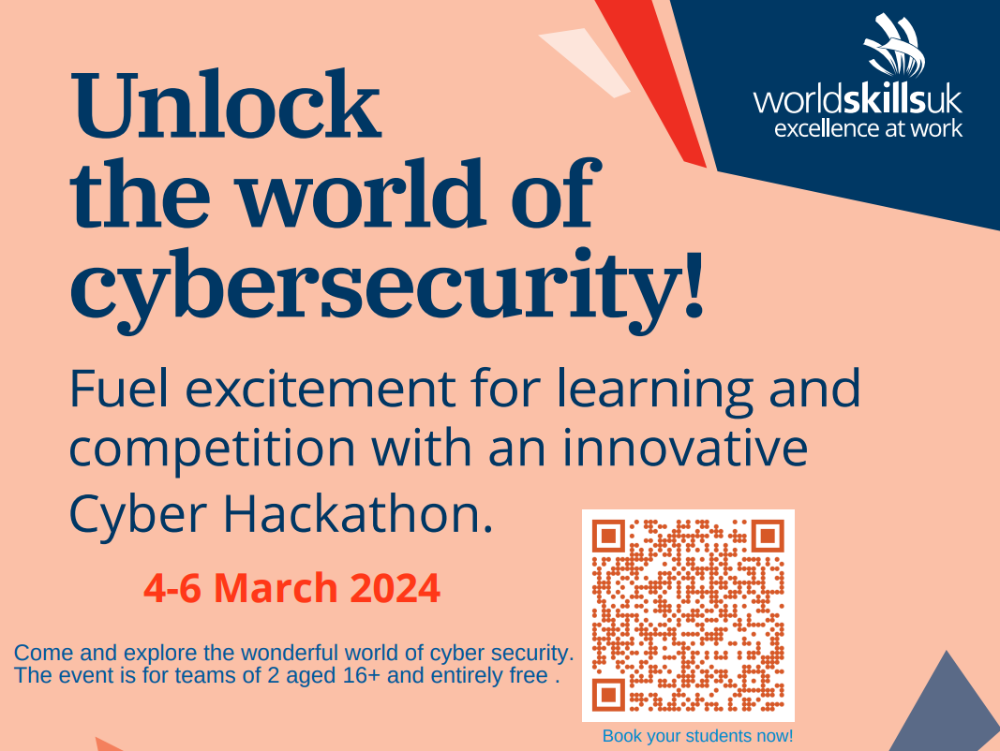 worldskillsuk
excellence at work
Unlock
the world of
cybersecurity!
Fuel excitement for learning and
competition with an innovative
Cyber Hackathon.
4-6 March 2024
Come and explore the wonderful world of cyber security.
The event is for teams of 2 aged 16+ and entirely free .
Book your students now!